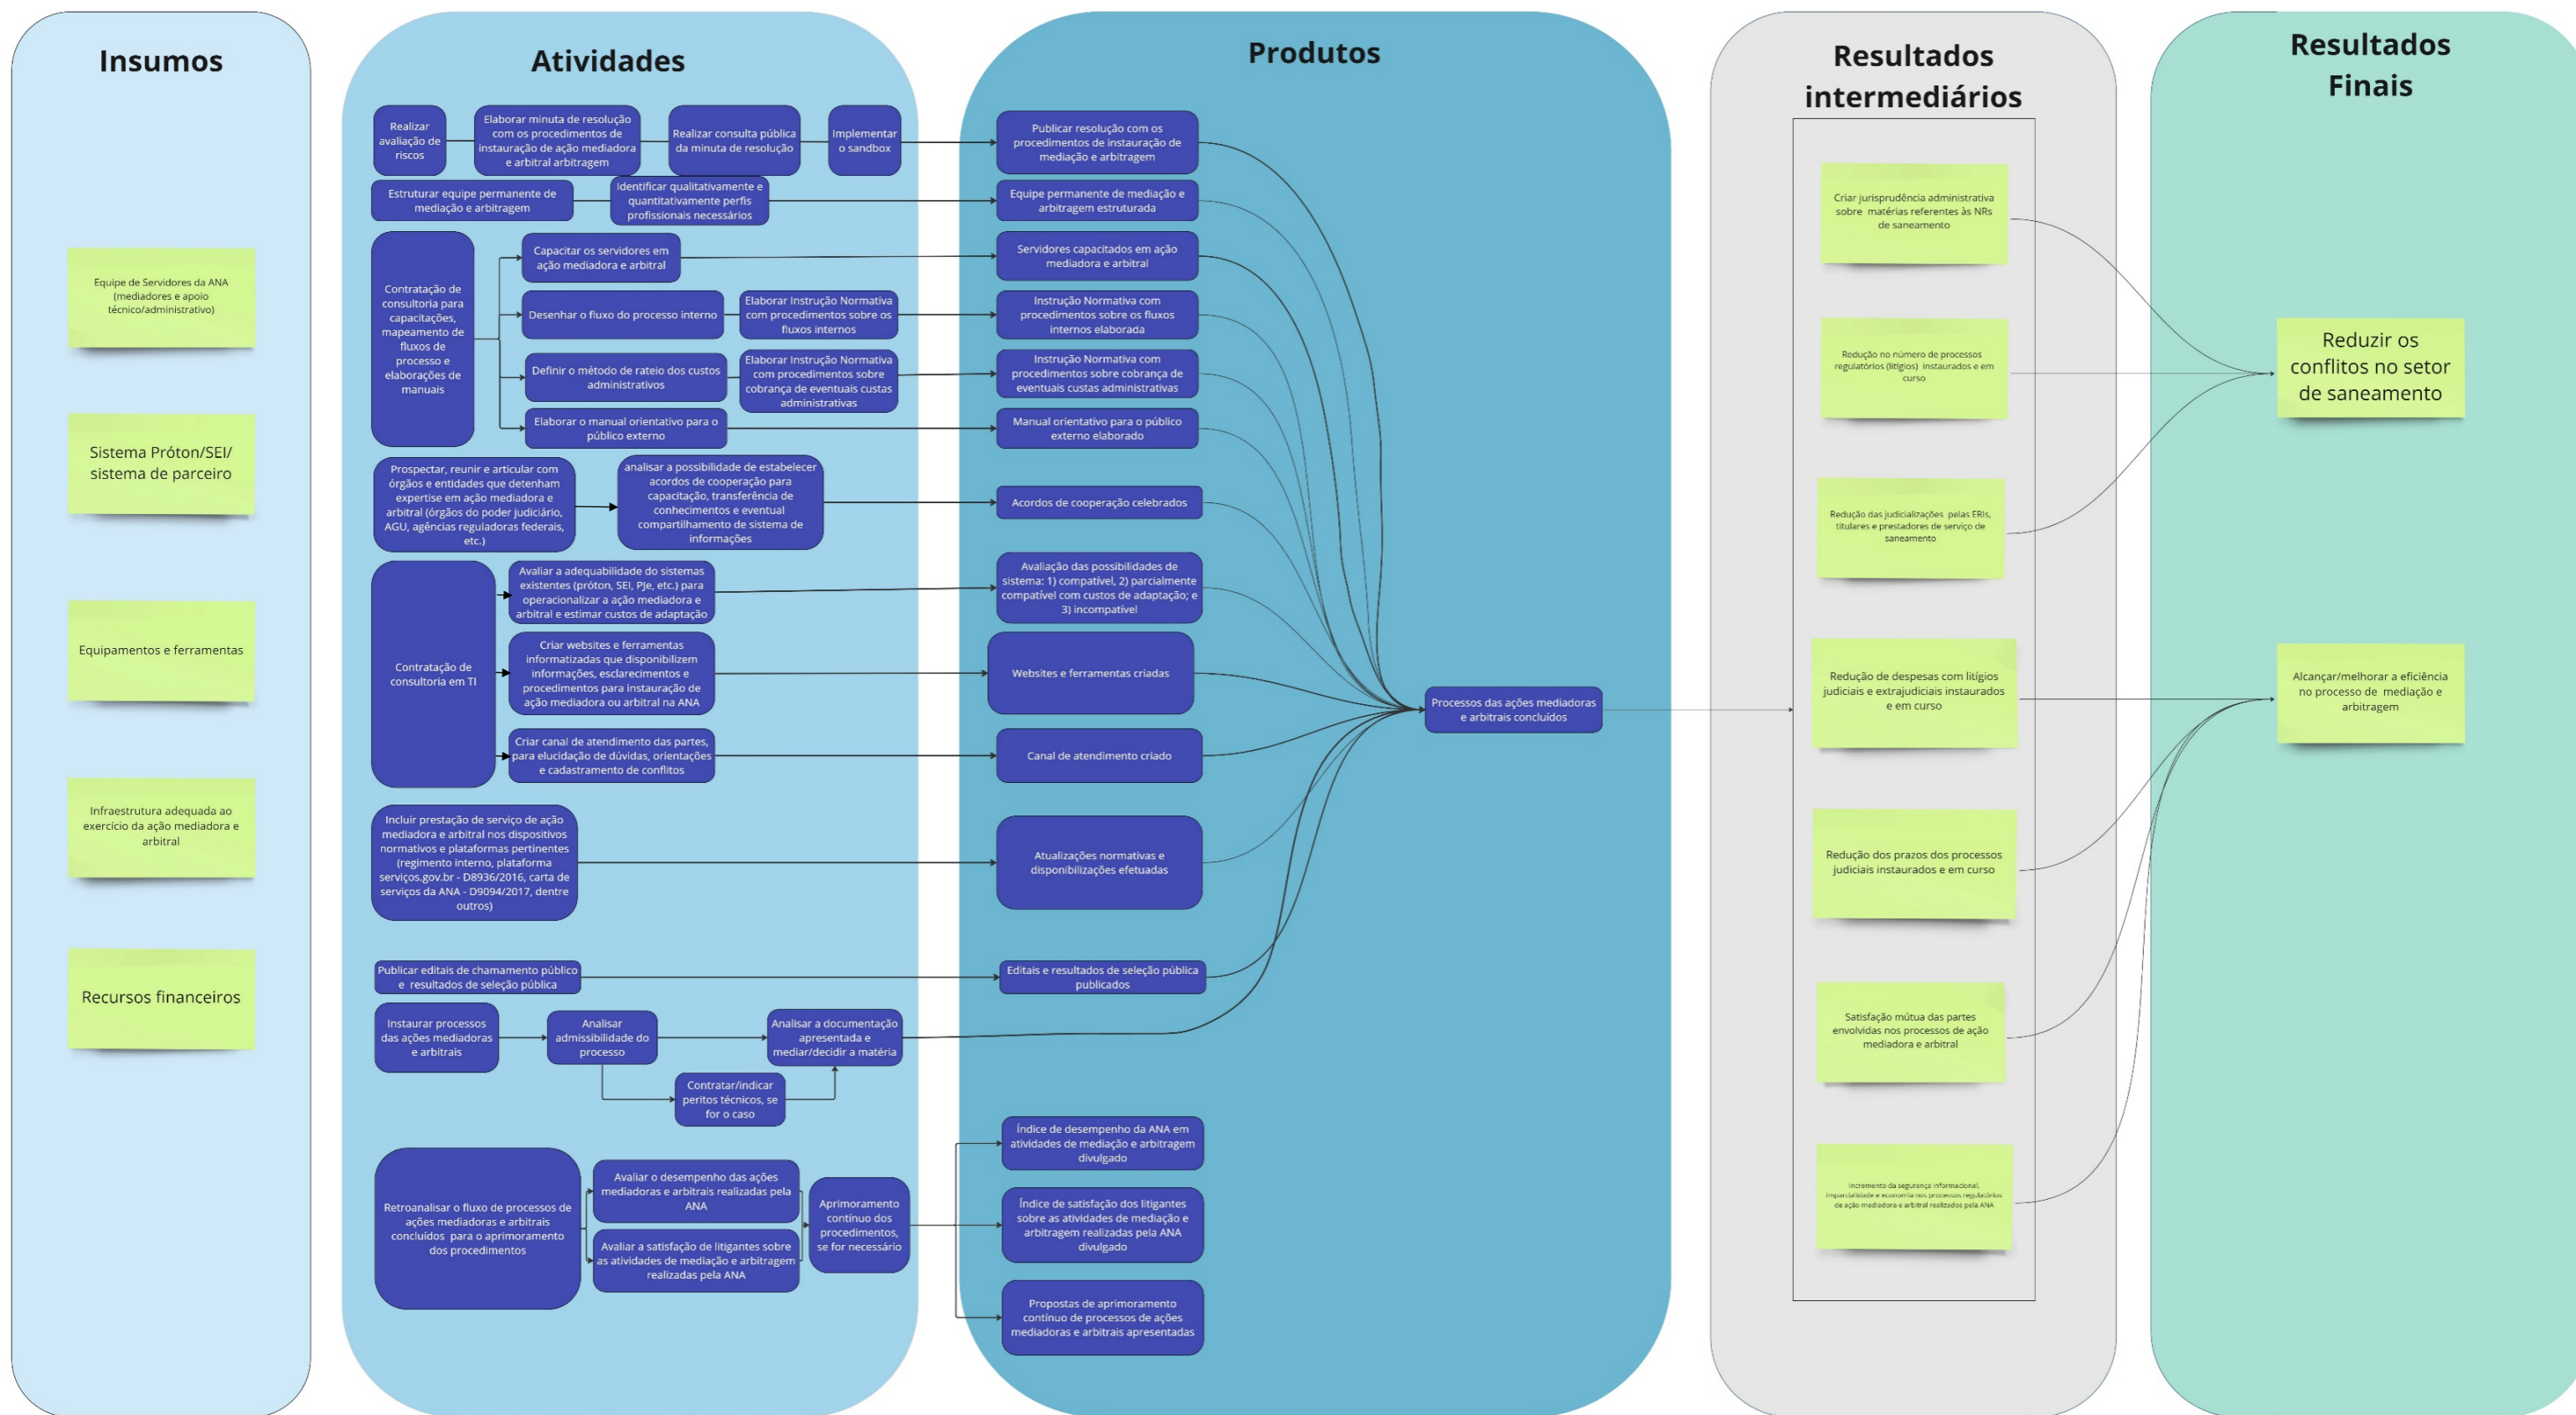 Insumos
Equipe de Servidores da ANA
(mediadores e apoio
técnico/administrativo)
Sistema Próton/SEI/
sistema de parceiro
Equipamentos e ferramentas
Infraestrutura adequada ao
exercício da ação mediadora e
arbitral
Recursos financeiros
Atividades
Realizar
avaliação de
riscos
Elaborar minuta de resolução
com os procedimentos de
instauração de ação mediadora
e arbitral arbitragem
Realizar consulta pública
da minuta de resolução
Implementar
o sandbox
Estruturar equipe permanente de
mediação e arbitragem
Identificar qualitativamente e
quantitativamente perfis
profissionais necessários
Contratação de
consultoria para
capacitações,
mapeamento de
fluxos de
processo e
elaborações de
manuais
Capacitar os servidores em
ação mediadora e arbitral
Desenhar o fluxo do processo interno
Elaborar Instrução Normativa
com procedimentos sobre os
fluxos internos
Definir o método de rateio dos custos
administrativos
Elaborar Instrução Normativa
com procedimentos sobre
cobrança de eventuais custas
administrativas
Elaborar o manual orientativo para o
público externo
Prospectar, reunir e articular com
órgãos e entidades que detenham
expertise em ação mediadora e
arbitral (órgãos do poder judiciário,
AGU, agências reguladoras federais,
etc.)
analisar a possibilidade de estabelecer
acordos de cooperação para
capacitação, transferência de
conhecimentos e eventual
compartilhamento de sistema de
informações
Contratação de
consultoria em TI
Avaliar a adequabilidade do sistemas
existentes (próton, SEI, PJe, etc.) para
operacionalizar a ação mediadora e
arbitral e estimar custos de adaptação
Criar websites e ferramentas
informatizadas que disponibilizem
informações, esclarecimentos e
procedimentos para instauração de
ação mediadora ou arbitral na ANA
Criar canal de atendimento das partes,
para elucidação de dúvidas, orientações
e cadastramento de conflitos
Incluir prestação de serviço de ação
mediadora e arbitral nos dispositivos
normativos e plataformas pertinentes
(regimento interno, plataforma
serviços.gov.br - D8936/2016, carta de
serviços da ANA - D9094/2017, dentre
outros)
Publicar editais de chamamento público
e resultados de seleção pública
Instaurar processos
das ações mediadoras
e arbitrais
Analisar
admissibilidade do
processo
Analisar a documentação
apresentada e
mediar/decidir a matéria
Contratar/indicar
peritos técnicos, se
for o caso
Retroanalisar o fluxo de processos de
ações mediadoras e arbitrais
concluídos para o aprimoramento
dos procedimentos
Avaliar o desempenho das ações
mediadoras e arbitrais realizadas pela
ANA
Avaliar a satisfação de litigantes sobre
as atividades de mediação e arbitragem
realizadas pela ANA
Aprimoramento
contínuo dos
procedimentos,
se for necessário
Produtos
Publicar resolução com os
procedimentos de instauração de
mediação e arbitragem
Equipe permanente de mediação e
arbitragem estruturada
Servidores capacitados em ação
mediadora e arbitral
Instrução Normativa com
procedimentos sobre os fluxos
internos elaborada
Instrução Normativa com
procedimentos sobre cobrança de
eventuais custas administrativas
Manual orientativo para o público
externo elaborado
Acordos de cooperação celebrados
Avaliação das possibilidades de
sistema: 1) compatível, 2) parcialmente
compatível com custos de adaptação; e
3) incompatível
Websites e ferramentas criadas
Canal de atendimento criado
Atualizações normativas e
disponibilizações efetuadas
Editais e resultados de seleção pública
publicados
Índice de desempenho da ANA em
atividades de mediação e arbitragem
divulgado
Índice de satisfação dos litigantes
sobre as atividades de mediação e
arbitragem realizadas pela ANA
divulgado
Propostas de aprimoramento
contínuo de processos de ações
mediadoras e arbitrais apresentadas
Processos das ações mediadoras
e arbitrais concluídos
Resultados
intermediários
Criar jurisprudência administrativa
sobre matérias referentes às NRs
de saneamento
Redução no número de processos
regulatórios (litígios) instaurados e em
curso
Redução das judicializações pelas ERIs,
titulares e prestadores de serviço de
saneamento
Redução de despesas com litígios
judiciais e extrajudiciais instaurados
e em curso
Redução dos prazos dos processos
judiciais instaurados e em curso
Satisfação mútua das partes
envolvidas nos processos de ação
mediadora e arbitral
Incremento da segurança informacional,
imparcialidade e economia nos processos regulatórios
de ação mediadora e arbitral realizados pela ANA
Resultados
Finais
Reduzir os
conflitos no setor
de saneamento
Alcançar/melhorar a eficiência
no processo de mediação e
arbitragem